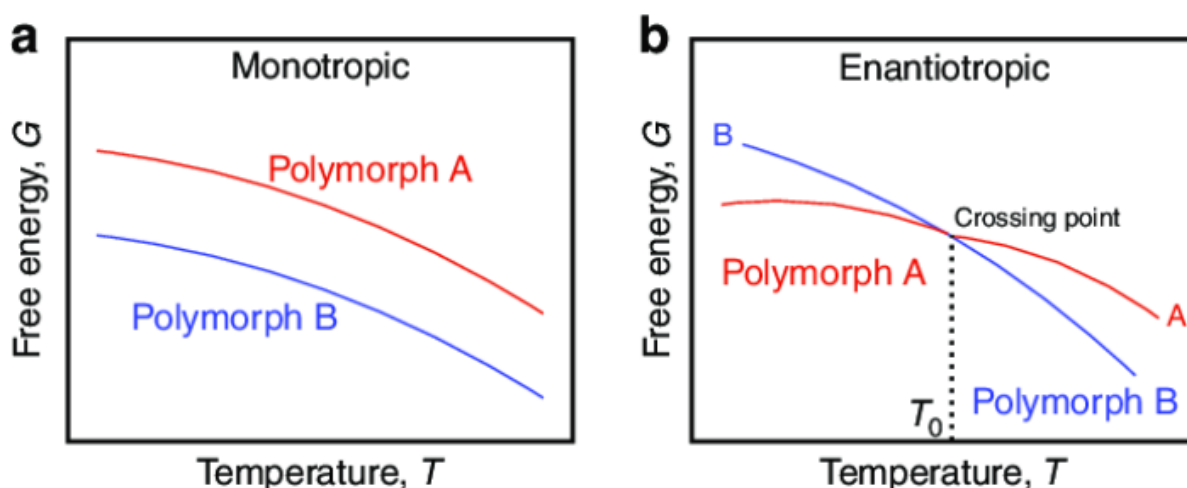 a
Monotropic
Free energy, G
Polymorph A
Polymorph B
Temperature, T
b
Enantiotropic
Free energy, G
B
Crossing point
Polymorph A
A
T0
Polymorph B
Temperature, T